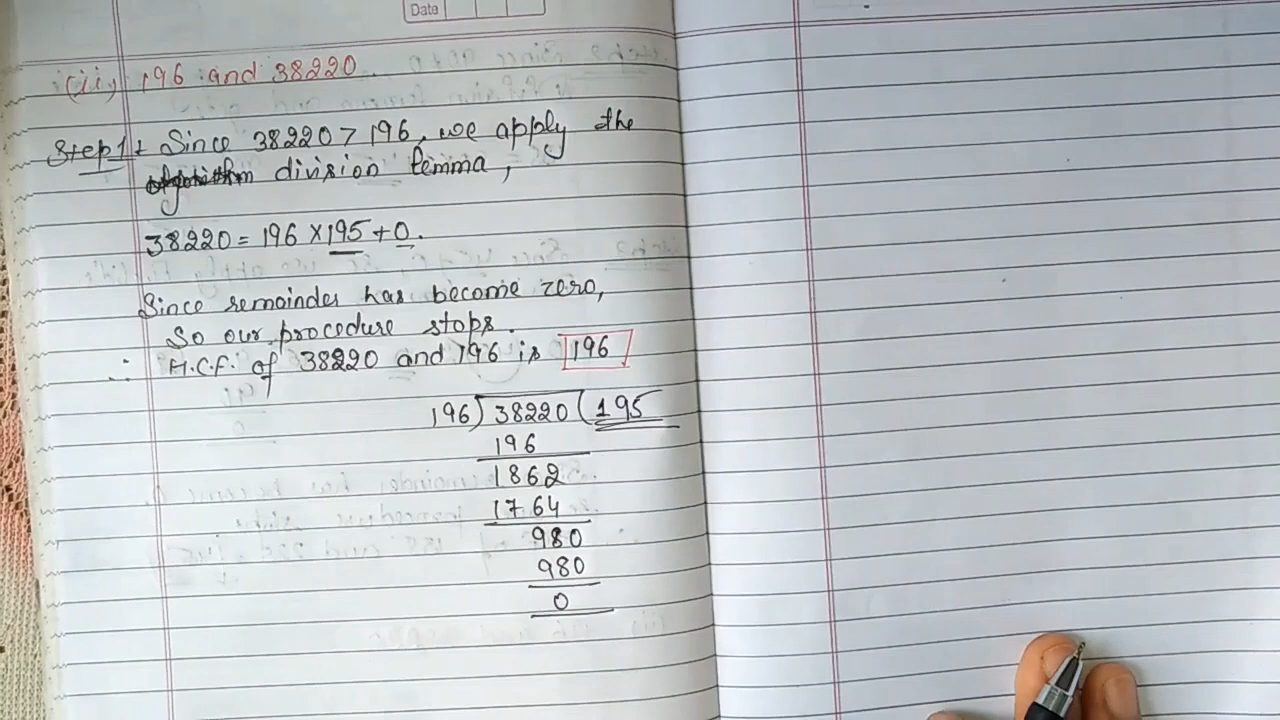 Date
(ii) 196 and 38220
Step 1: Since 38220 > 196, we apply the
algorithm division lemma,
38220 = 196 × 195 + 0.
Since remainder has become zero,
So our procedure stops.
∴ H.C.F. of 38220 and 196 is 196
196) 38220 (195
196
1862
1764
980
980
0